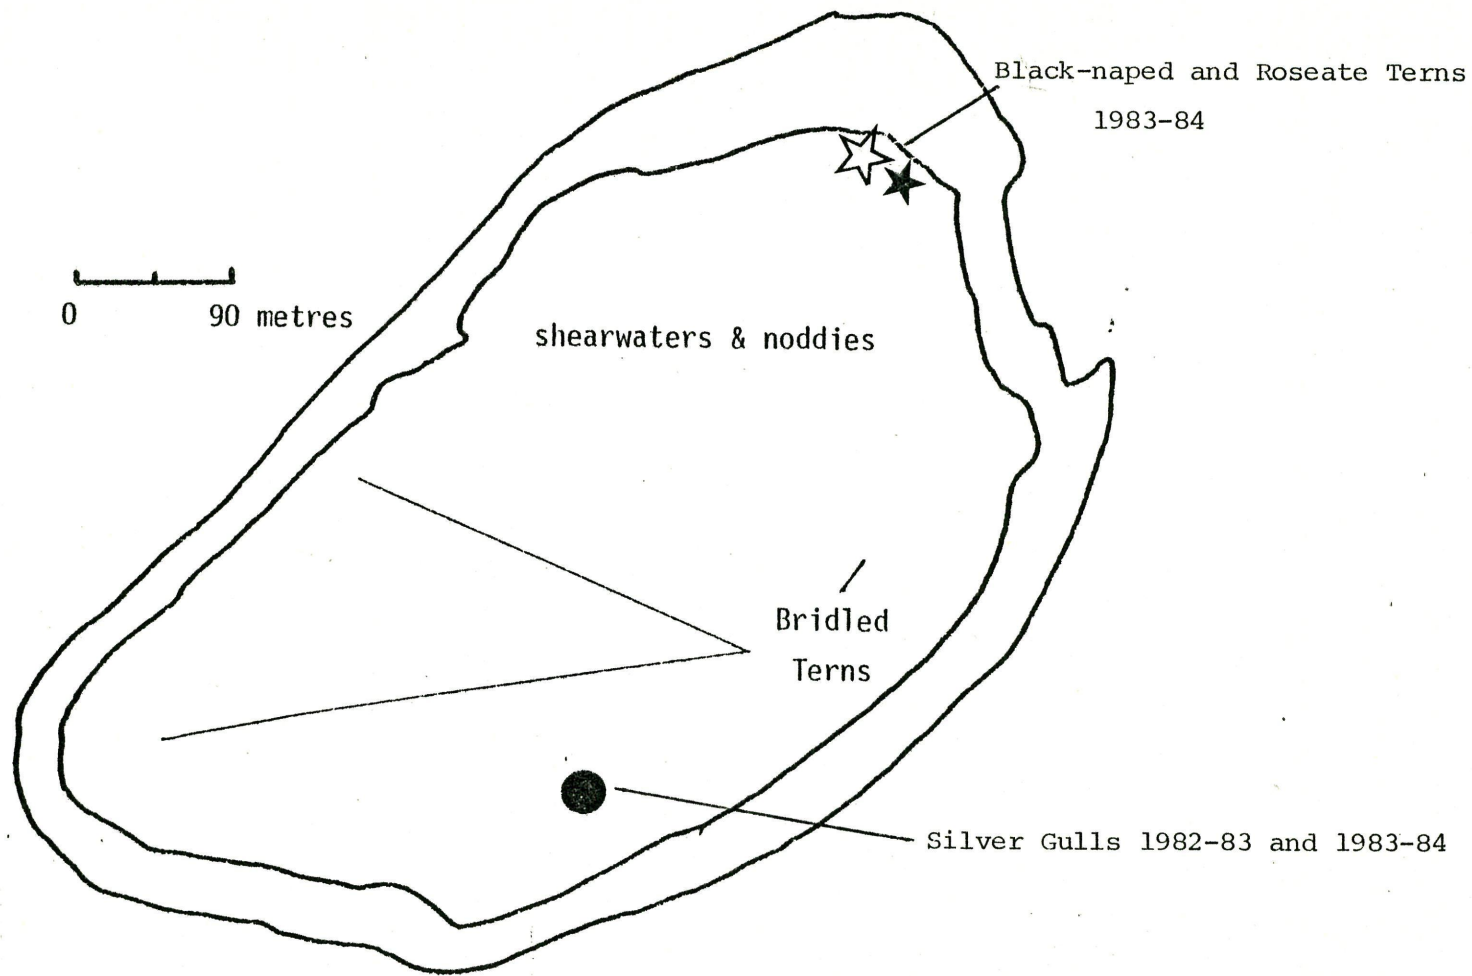 Black-naped and Roseate Terns
1983-84
0 90 metres
shearwaters & noddies
Bridled
Terns
Silver Gulls 1982-83 and 1983-84